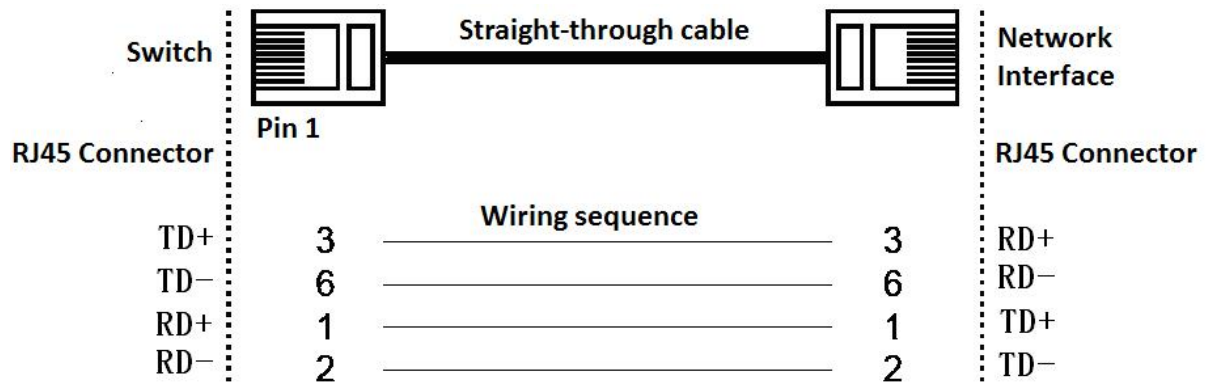 Switch
Straight-through cable
Network
Interface
Pin 1
RJ45 Connector
RJ45 Connector
Wiring sequence
TD+ 3 3 RD+
TD− 6 6 RD−
RD+ 1 1 TD+
RD− 2 2 TD−